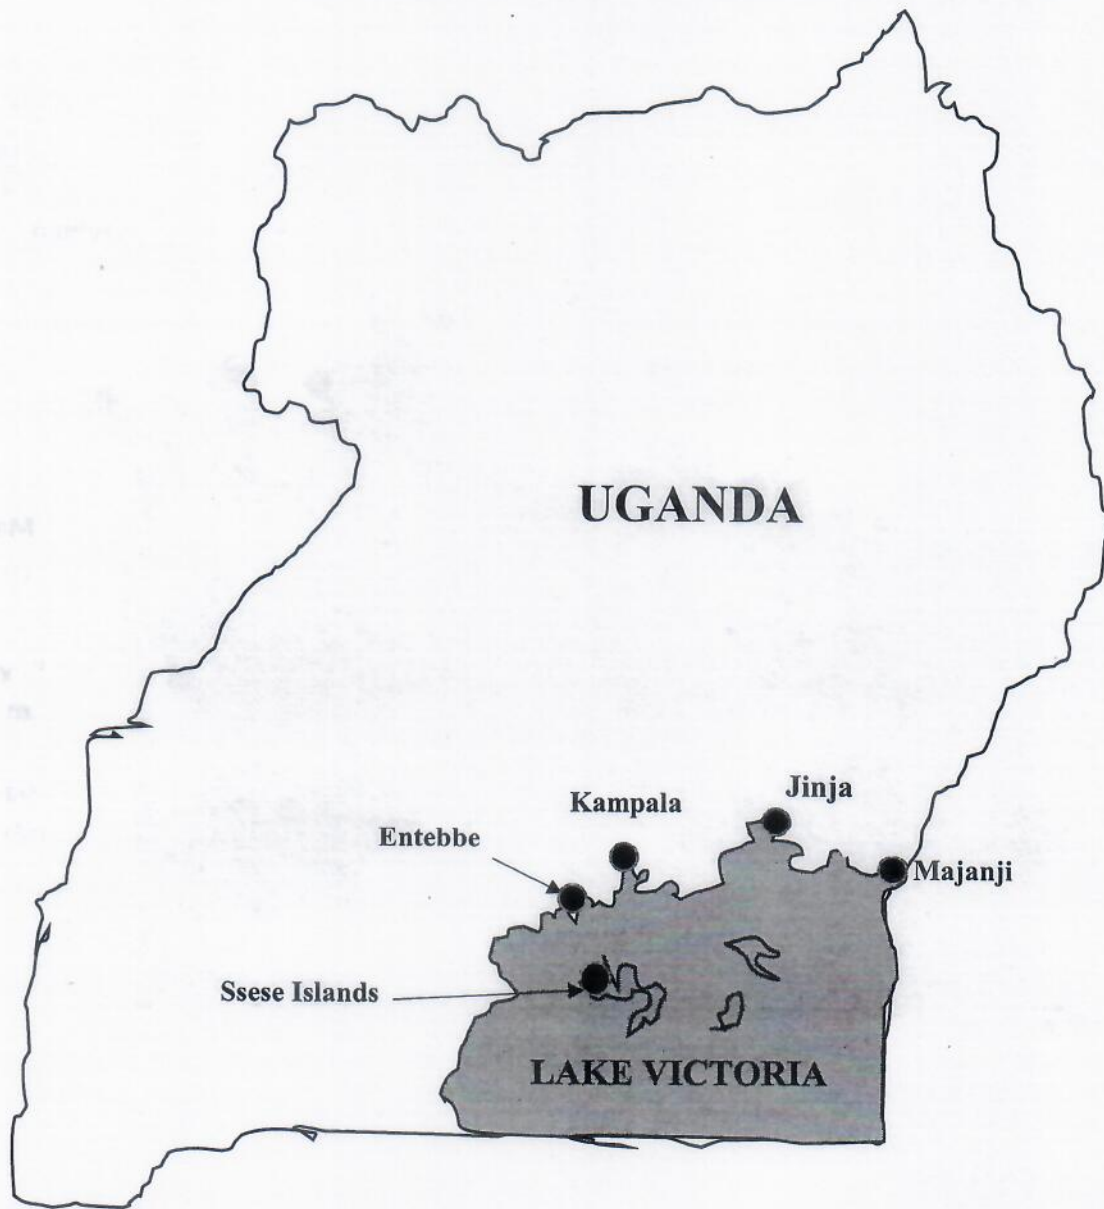 UGANDA
Jinja
Kampala
Entebbe
Majanji
Ssese Islands
LAKE VICTORIA